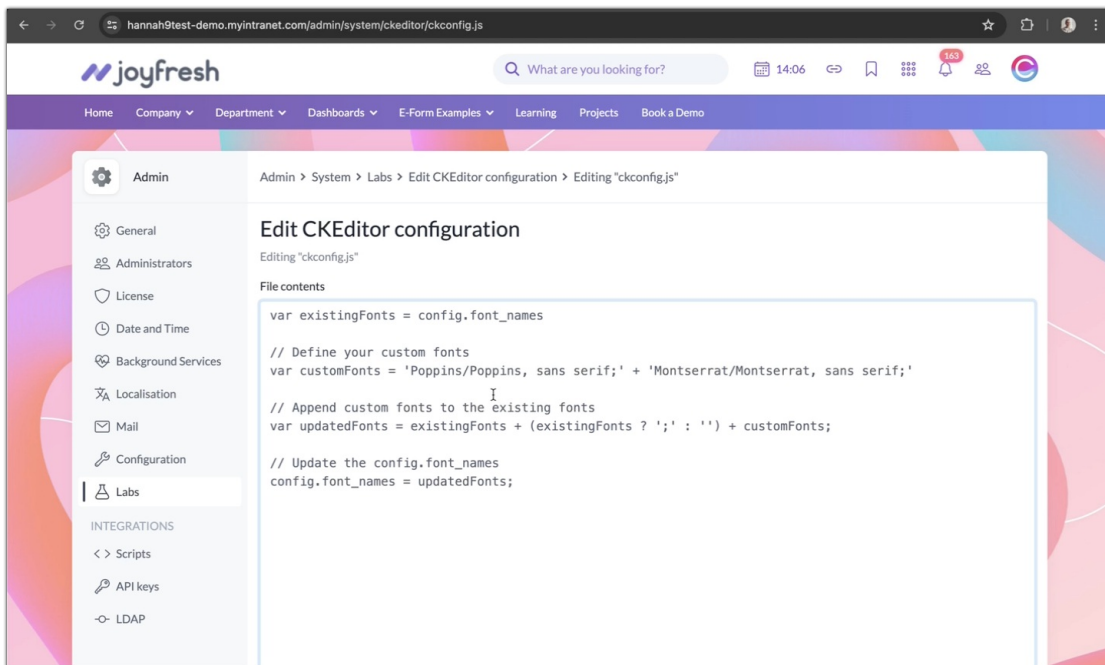 hannah9test-demo.myintranet.com/admin/system/ckeditor/ckconfig.js
joyfresh
What are you looking for?
14:06
163
Home Company Department Dashboards E-Form Examples Learning Projects Book a Demo
Admin
Admin > System > Labs > Edit CKEditor configuration > Editing "ckconfig.js"
General
Administrators
License
Date and Time
Background Services
Localisation
Mail
Configuration
Labs
INTEGRATIONS
Scripts
API keys
LDAP
Edit CKEditor configuration
Editing "ckconfig.js"
File contents
var existingFonts = config.font_names
// Define your custom fonts
var customFonts = 'Poppins/Poppins, sans serif;' + 'Montserrat/Montserrat, sans serif;'
// Append custom fonts to the existing fonts
var updatedFonts = existingFonts + (existingFonts ? ';' : '') + customFonts;
// Update the config.font_names
config.font_names = updatedFonts;